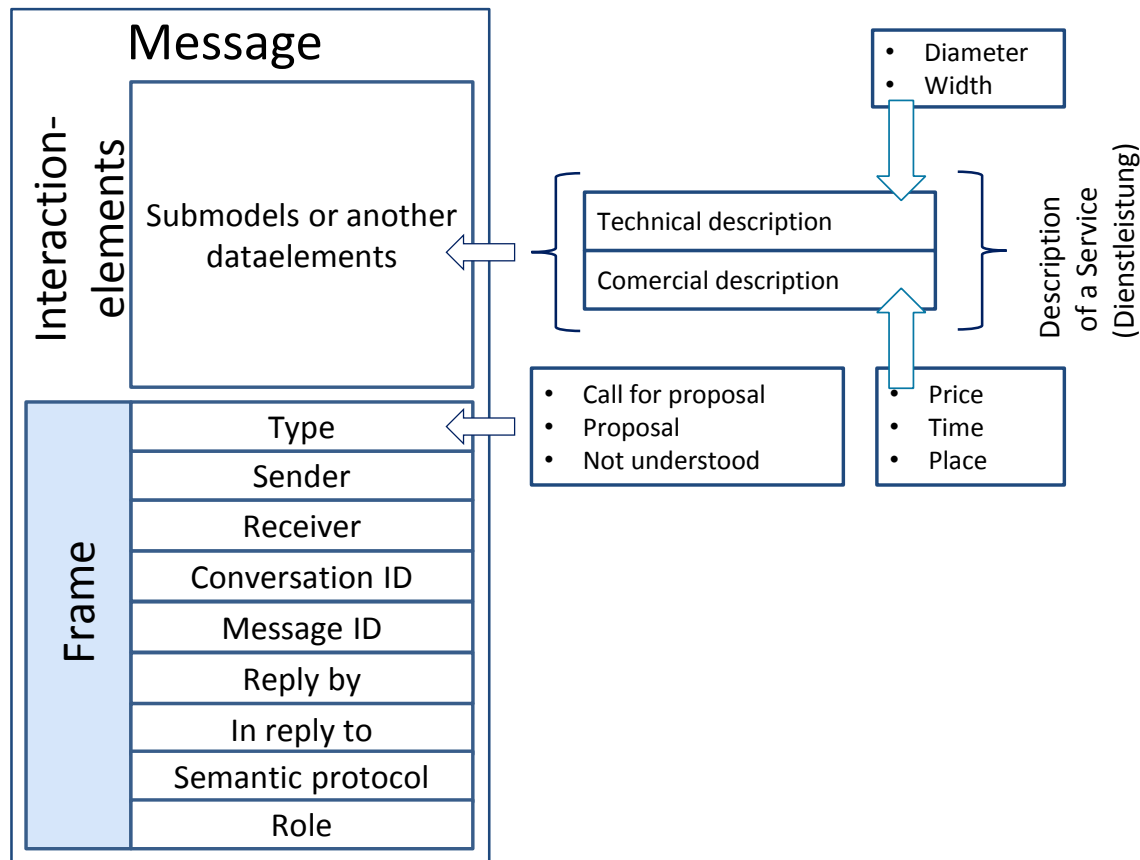 Message
Interaction-
elements
Submodels or another
dataelements
Frame
Type
Sender
Receiver
Conversation ID
Message ID
Reply by
In reply to
Semantic protocol
Role
• Diameter
• Width
Technical description
Comercial description
Description
of a Service
(Dienstleistung)
• Call for proposal
• Proposal
• Not understood
• Price
• Time
• Place